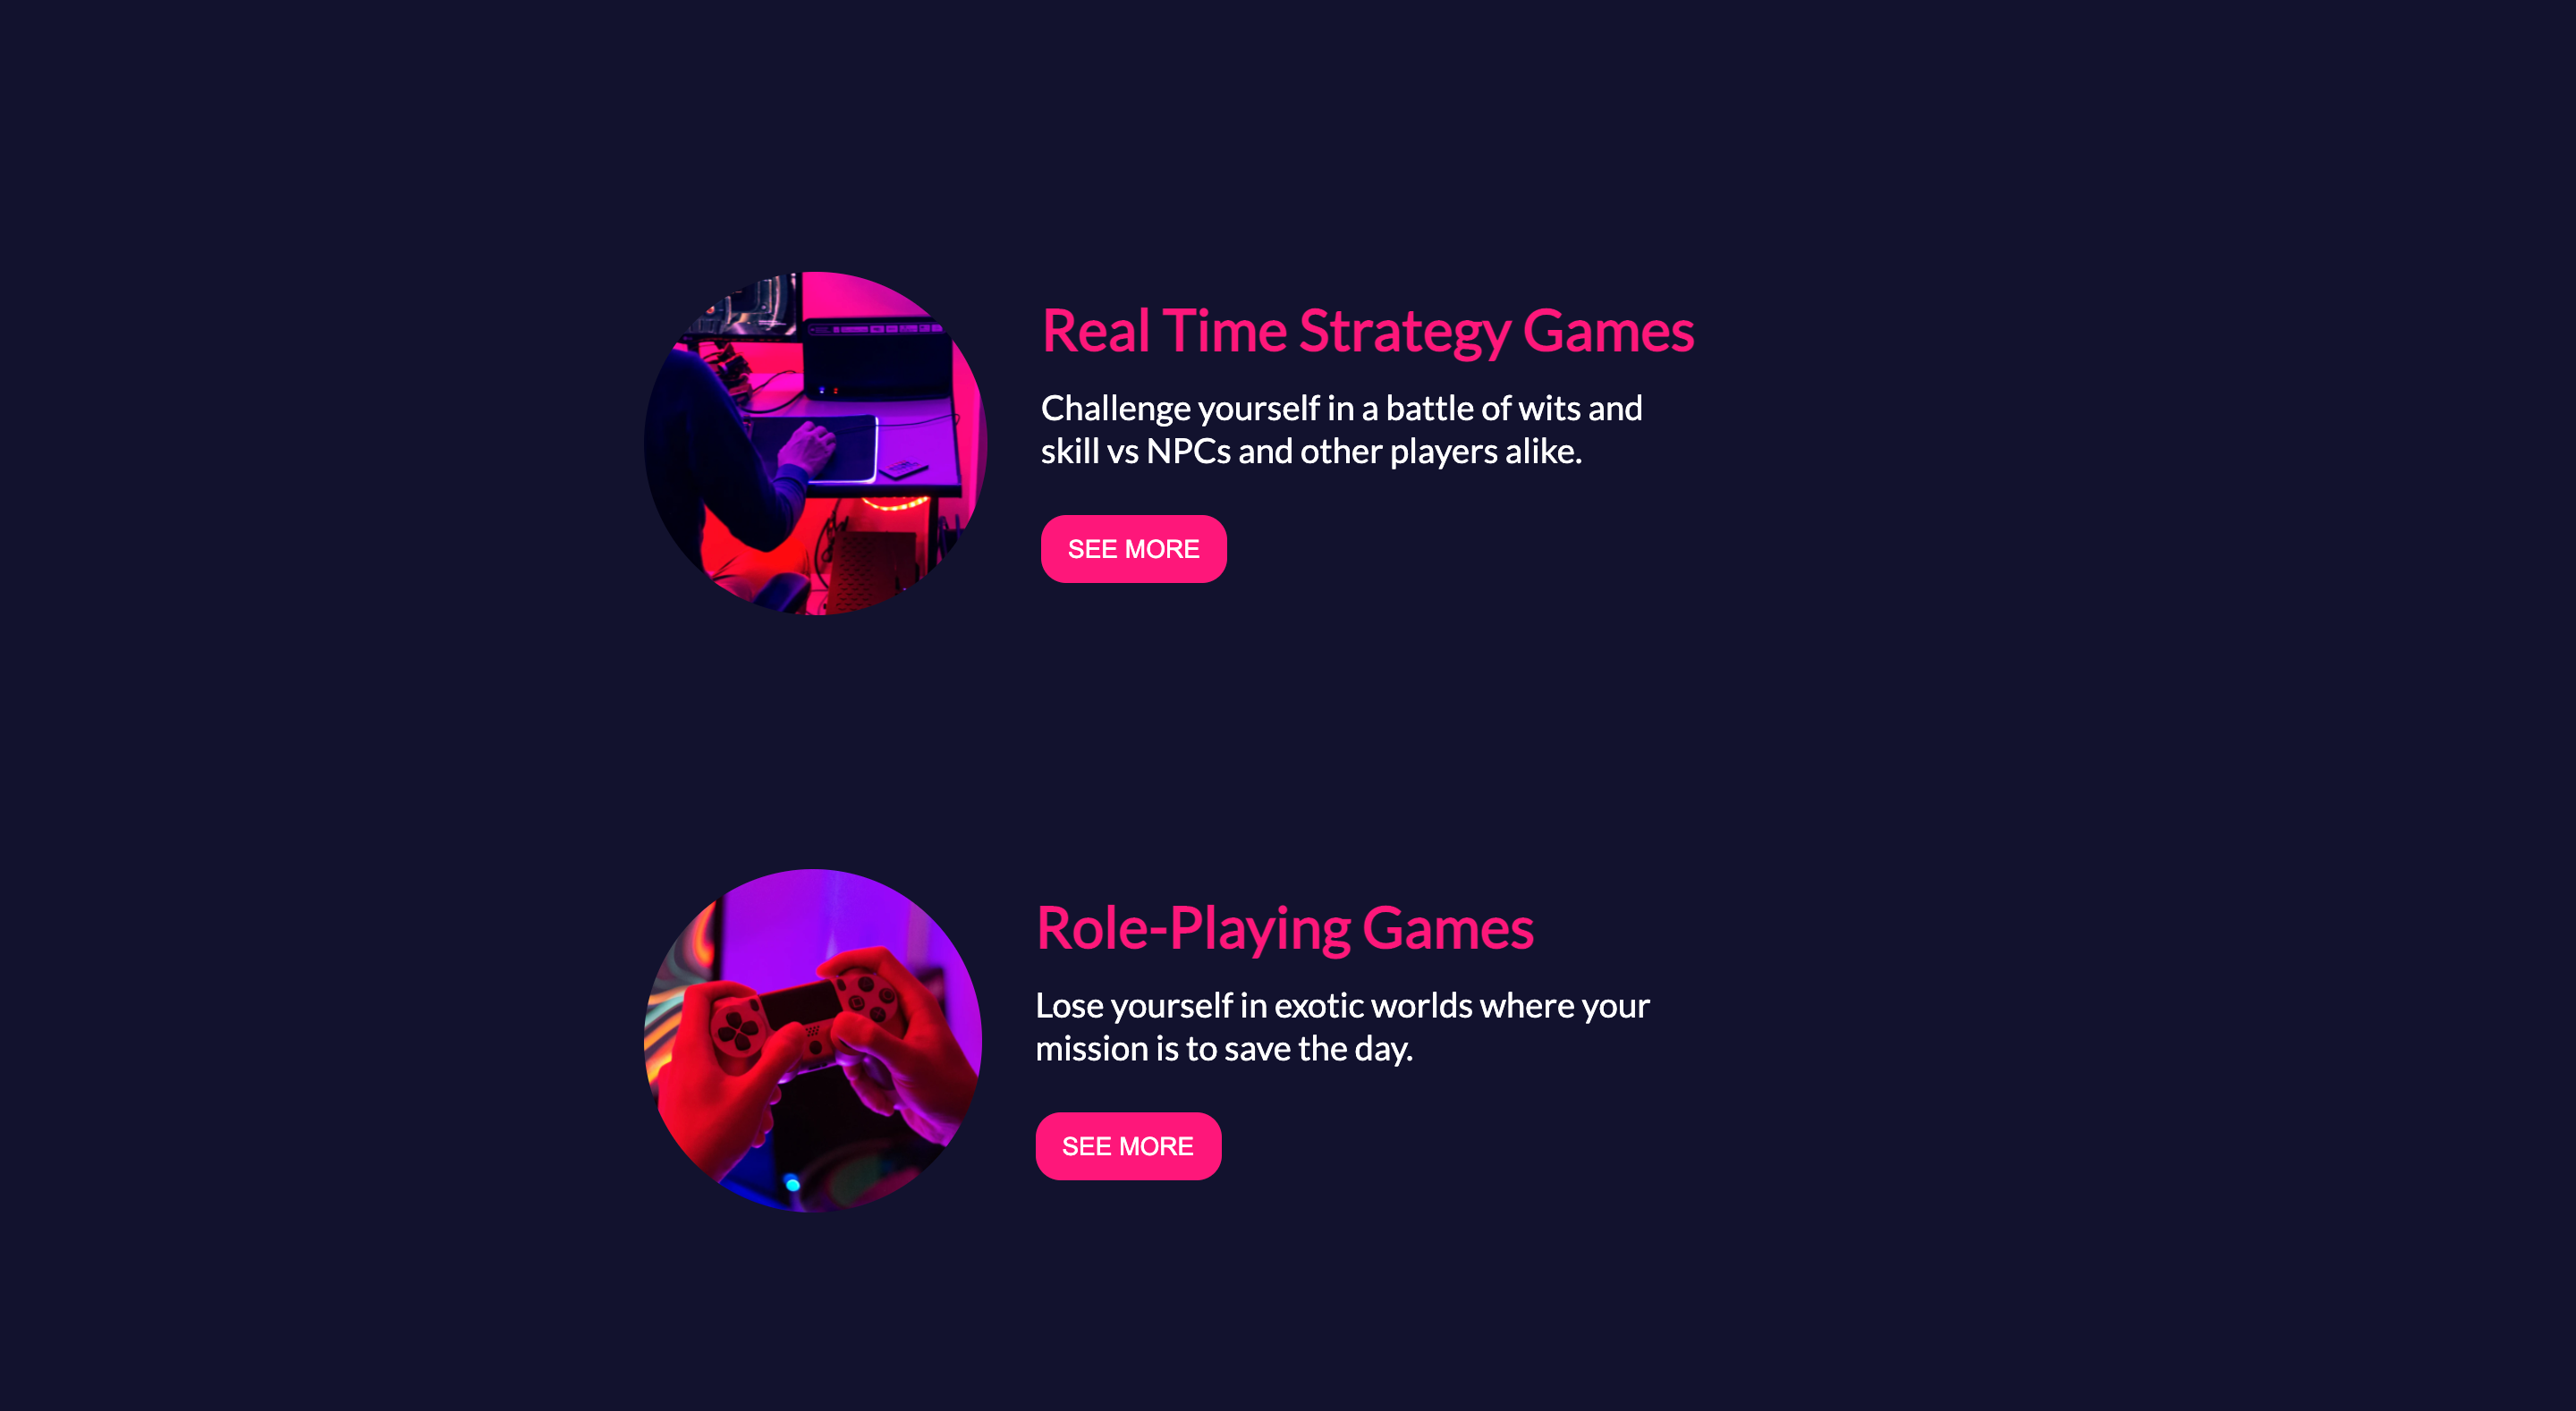 Real Time Strategy Games
Challenge yourself in a battle of wits and
skill vs NPCs and other players alike.
SEE MORE
Role-Playing Games
Lose yourself in exotic worlds where your
mission is to save the day.
SEE MORE